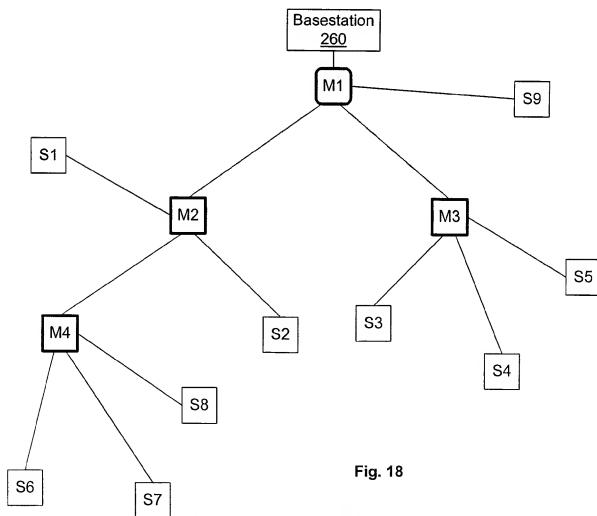 Basestation
260
M1
S9
S1
M2
M3
S5
S2
S3
M4
S4
S8
S6
S7
Fig. 18